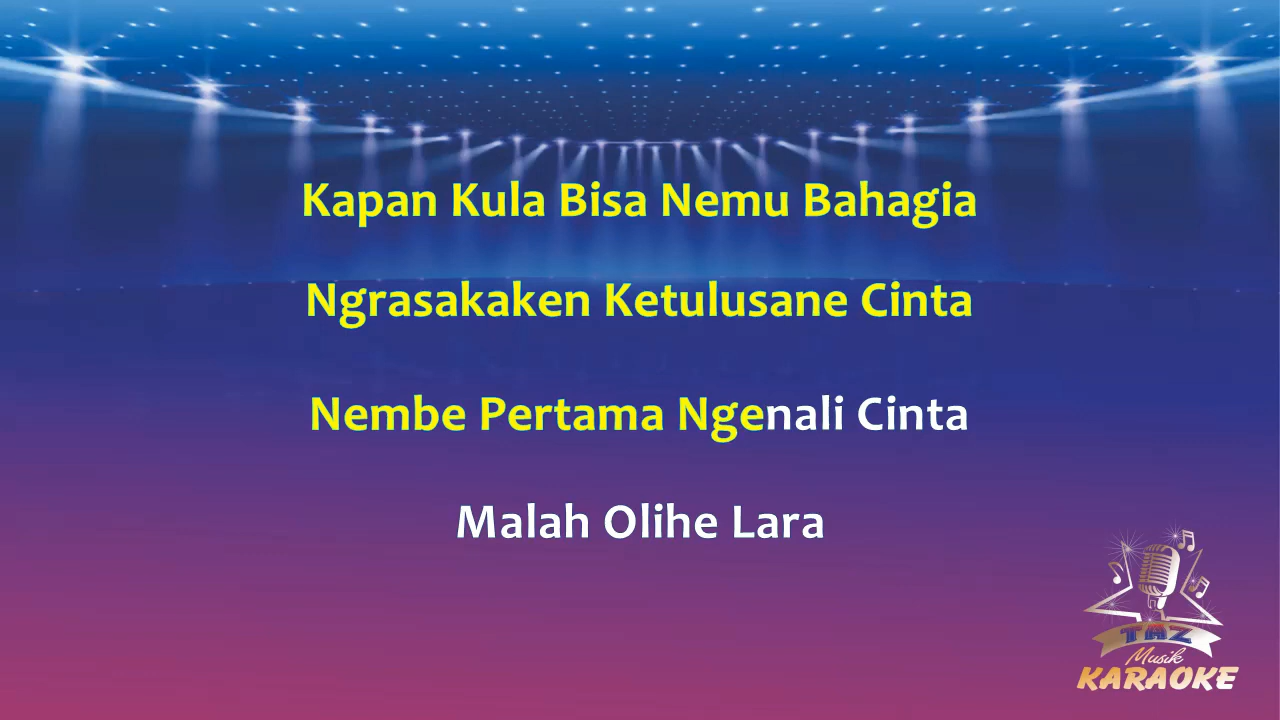 Kapan Kula Bisa Nemu Bahagia
Ngrasakaken Ketulusane Cinta
Nembe Pertama Ngenali Cinta
Malah Olihe Lara
TAZ
Musik
KARAOKE